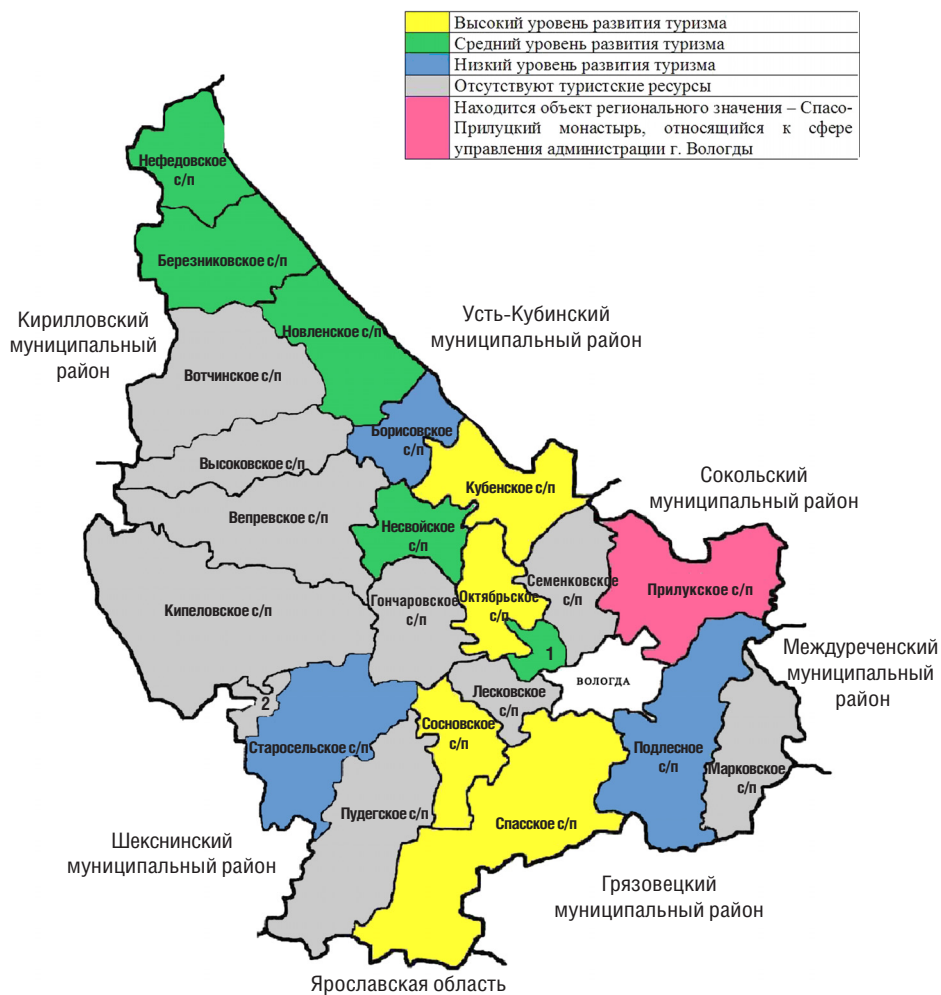 Высокий уровень развития туризма
Средний уровень развития туризма
Низкий уровень развития туризма
Отсутствуют туристские ресурсы
Находится объект регионального значения – Спасо-
Прилуцкий монастырь, относящийся к сфере
управления администрации г. Вологды
Нефедовское
с/п
Березниковское с/п
Кирилловский
муниципальный
район
Новленское с/п
Усть-Кубинский
муниципальный район
Вотчинское с/п
Борисовское
с/п
Высоковское с/п
Кубенское с/п
Сокольский
муниципальный район
Вепревское с/п
Несвойское
с/п
Семенковское
с/п
Прилукское с/п
Кипеловское с/п
Гончаровское
с/п
Октябрьское
с/п
1
Междуреченский
муниципальный
район
ВОЛОГДА
2
Лесковское
с/п
Старосельское с/п
Сосновское
с/п
Подлесное
с/п
Марковское
с/п
Пудегское с/п
Спасское с/п
Шекснинский
муниципальный район
Грязовецкий
муниципальный район
Ярославская область